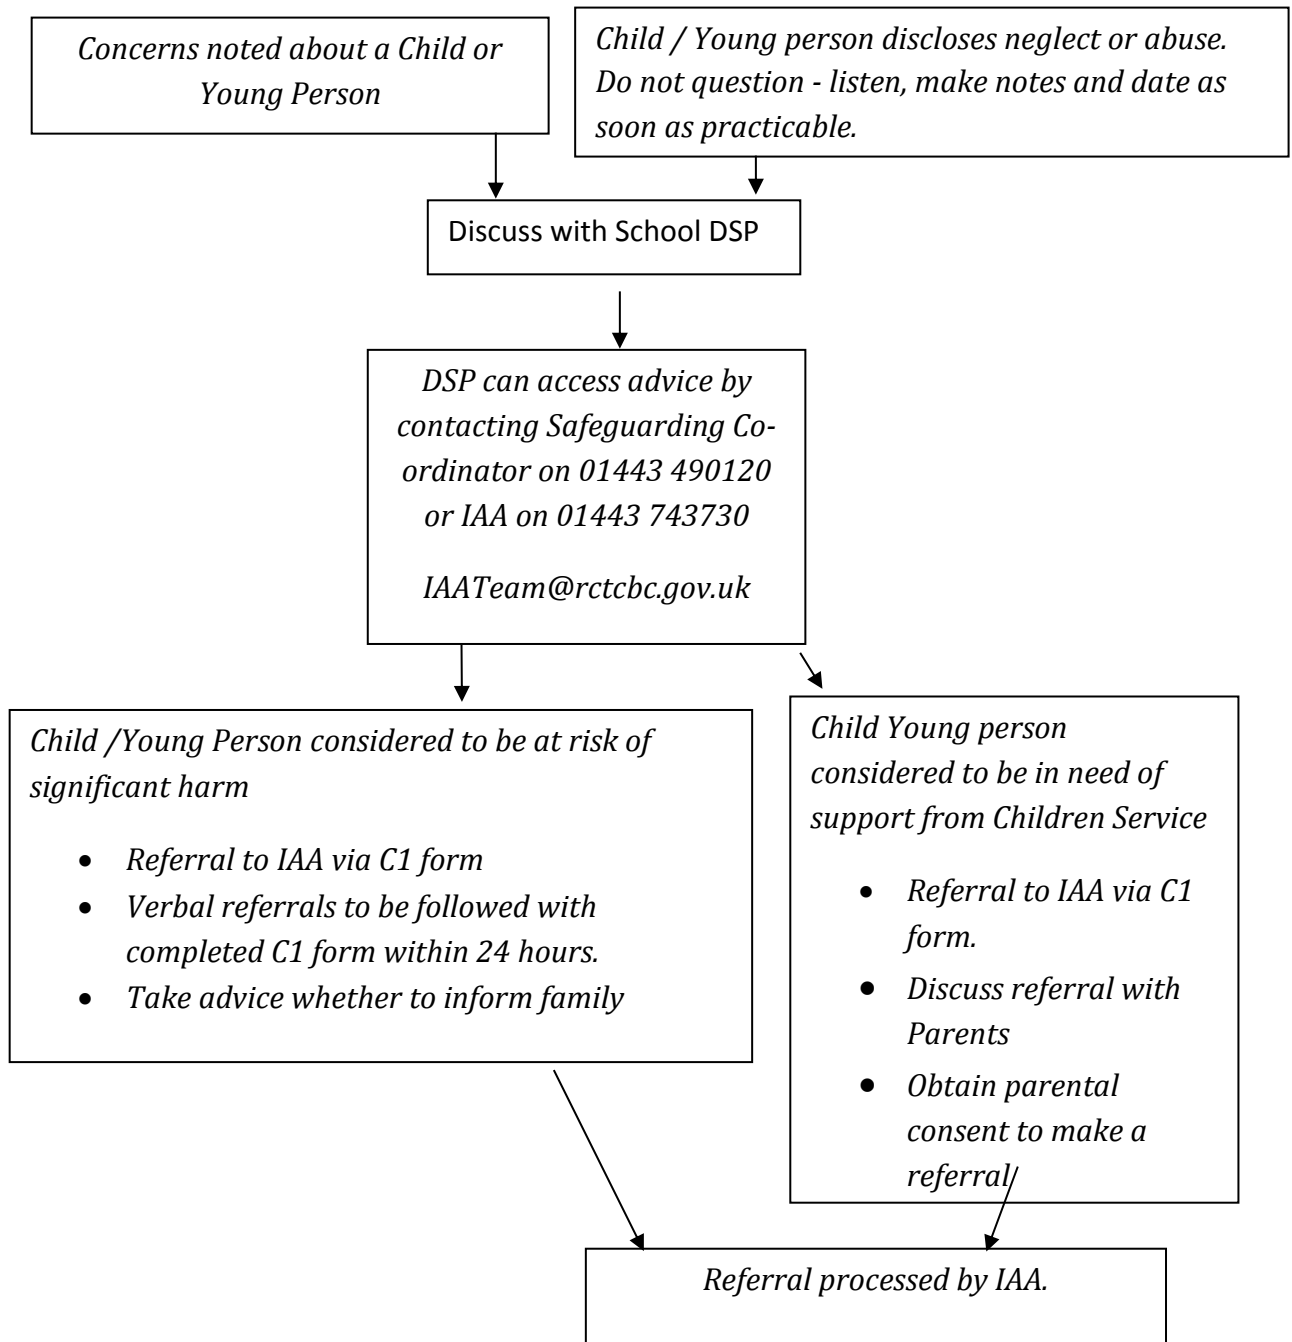 Concerns noted about a Child or
Young Person
Child / Young person discloses neglect or abuse.
Do not question - listen, make notes and date as
soon as practicable.
Discuss with School DSP
DSP can access advice by
contacting Safeguarding Co-
ordinator on 01443 490120
or IAA on 01443 743730
IAATeam@rctcbc.gov.uk
Child /Young Person considered to be at risk of
significant harm
• Referral to IAA via C1 form
• Verbal referrals to be followed with
completed C1 form within 24 hours.
• Take advice whether to inform family
Child Young person
considered to be in need of
support from Children Service
• Referral to IAA via C1
form.
• Discuss referral with
Parents
• Obtain parental
consent to make a
referral
Referral processed by IAA.